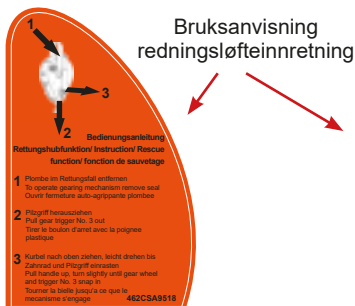 Bruksanvisning
redningsløfteinnretning
1
3
2
Bedienungsanleitung
Rettungshubfunktion/ Instruction/ Rescue
function/ fonction de sauvetage
1 Plombe im Rettungsfall entfernen
To operate gearing mechanism remove seal
Ouvrir fermeture auto-agrippante plombee
2 Pilzgriff herausziehen
Pull gear trigger No. 3 out
Tirer le boulon d'arret avec la poignee
plastique
3 Kurbel nach oben ziehen, leicht drehen bis
Zahnrad und Pilzgriff einrasten
Pull handle up, turn slightly until gear wheel
and trigger No. 3 snap in
Tourner la bielle jusqu'a ce que le
mecanisme s'engage 462CSA9518